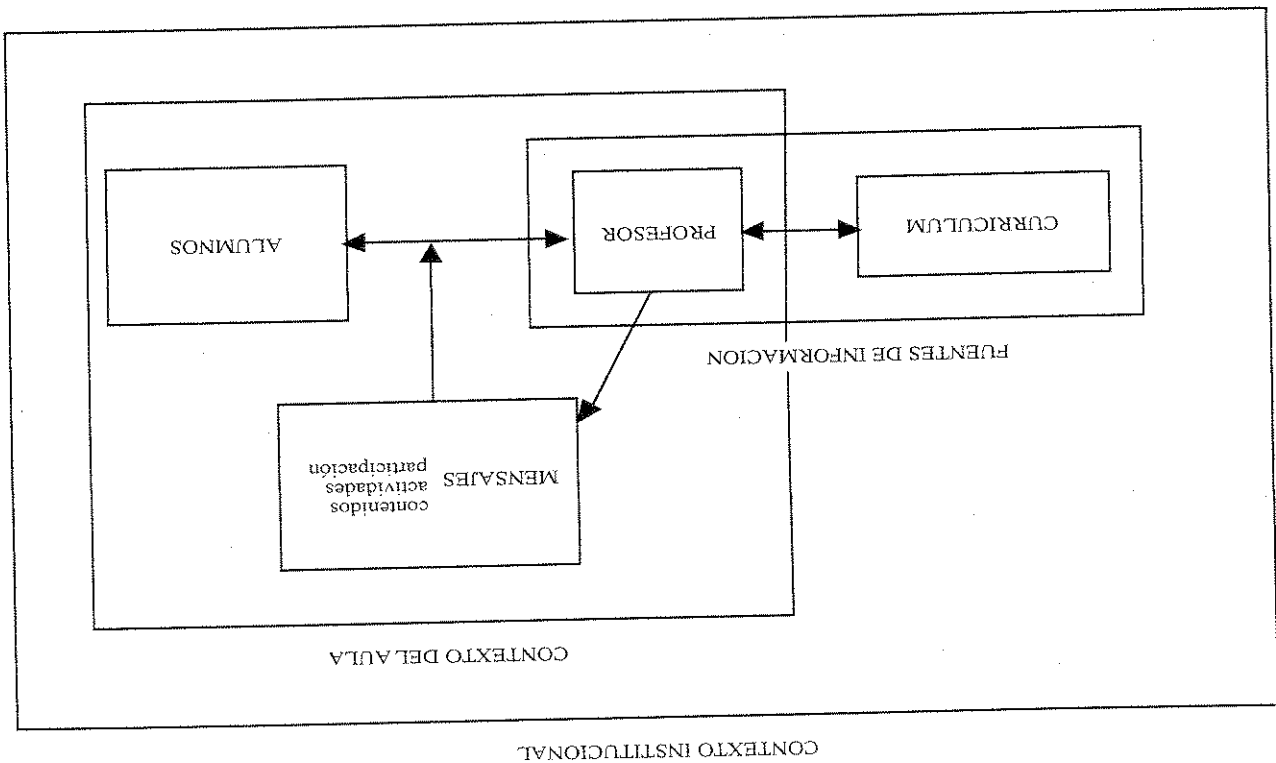 CONTEXTO INSTITUCIONAL
CONTEXTO DEL AULA
MENSAJES
contenidos
actividades
participación
FUENTES DE INFORMACION
CURRICULUM
PROFESOR
ALUMNOS